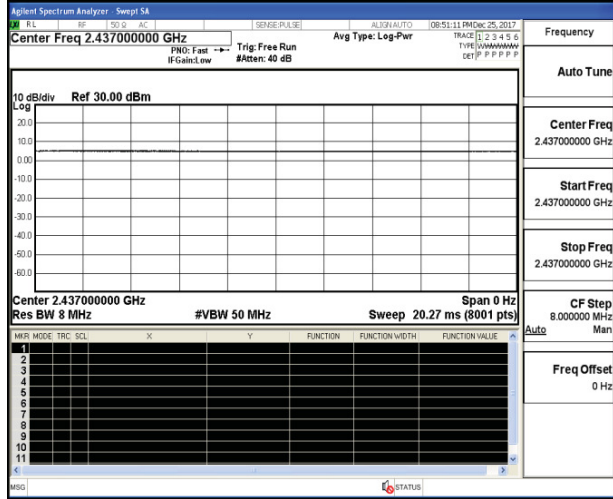 Agilent Spectrum Analyzer - Swept SA
RL RF 50 Ω AC SENSE:PULSE ALIGN AUTO 08:51:11 PM Dec 25, 2017
Center Freq 2.437000000 GHz
PNO: Fast
IFGain:Low
Trig: Free Run
#Atten: 40 dB
Avg Type: Log-Pwr
TRACE 1 2 3 4 5 6
TYPE WWWWWWW
DET P P P P P P
10 dB/div
Log
Ref 30.00 dBm
20.0
10.0
0.00
-10.0
-20.0
-30.0
-40.0
-50.0
-60.0
Center 2.437000000 GHz
Span 0 Hz
Res BW 8 MHz
#VBW 50 MHz
Sweep 20.27 ms (8001 pts)
MKR MODE TRC SCL X Y FUNCTION FUNCTION WIDTH FUNCTION VALUE
1
2
3
4
5
6
7
8
9
10
11
MSG
STATUS
Frequency
Auto Tune
Center Freq
2.437000000 GHz
Start Freq
2.437000000 GHz
Stop Freq
2.437000000 GHz
CF Step
8.000000 MHz
Auto Man
Freq Offset
0 Hz